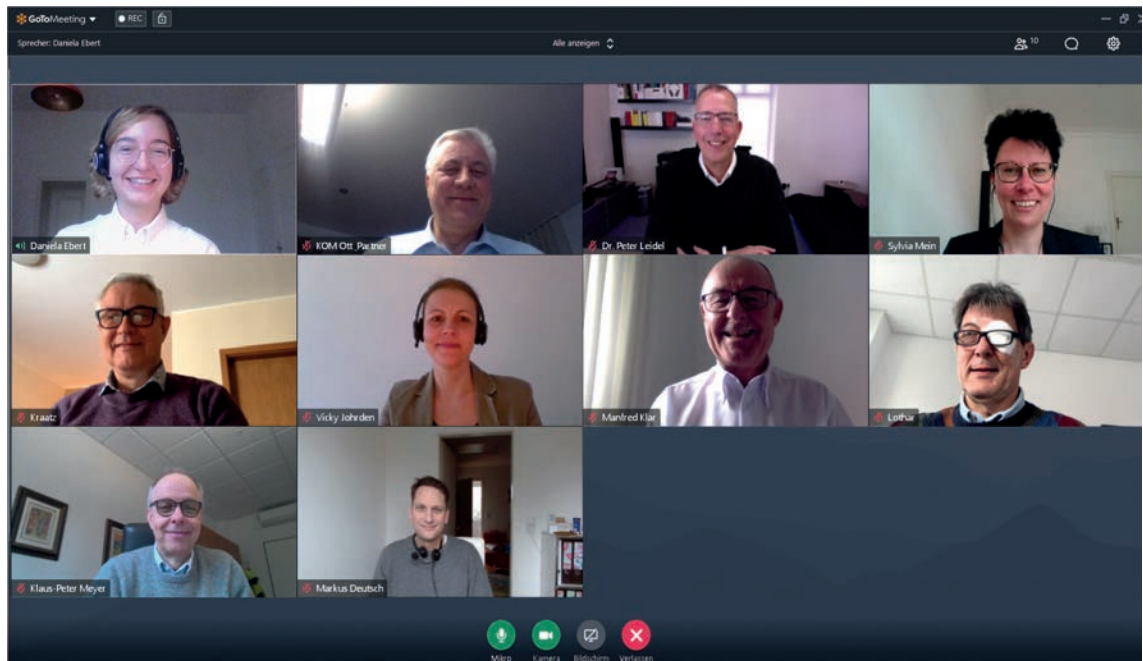 GoToMeeting
REC
Sprecher: Daniela Ebert
Alle anzeigen
10
Daniela Ebert
KOM Ott_Partner
Dr. Peter Leidel
Sylvia Mein
Kraatz
Vicky Johrden
Manfred Klar
Lothar
Klaus-Peter Meyer
Markus Deutsch
Mikro
Kamera
Bildschirm
Verlassen